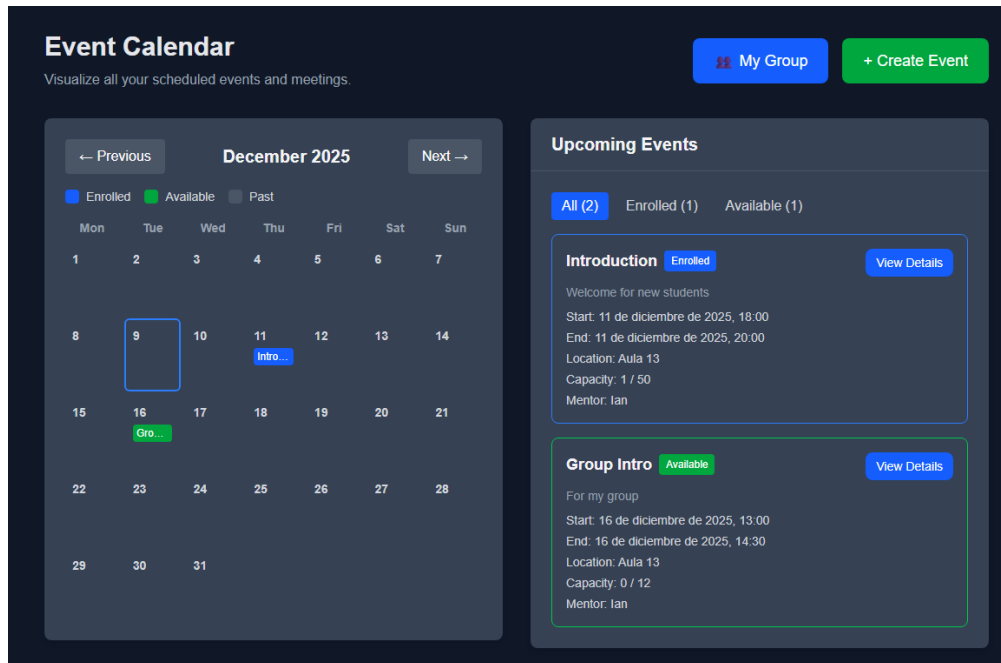 Event Calendar
Visualize all your scheduled events and meetings.
My Group
+ Create Event
← Previous
December 2025
Next →
Enrolled Available Past
Mon Tue Wed Thu Fri Sat Sun
1 2 3 4 5 6 7
8 9 10 11 12 13 14
Intro...
15 16 17 18 19 20 21
Gro...
22 23 24 25 26 27 28
29 30 31
Upcoming Events
All (2) Enrolled (1) Available (1)
Introduction Enrolled
View Details
Welcome for new students
Start: 11 de diciembre de 2025, 18:00
End: 11 de diciembre de 2025, 20:00
Location: Aula 13
Capacity: 1 / 50
Mentor: Ian
Group Intro Available
View Details
For my group
Start: 16 de diciembre de 2025, 13:00
End: 16 de diciembre de 2025, 14:30
Location: Aula 13
Capacity: 0 / 12
Mentor: Ian